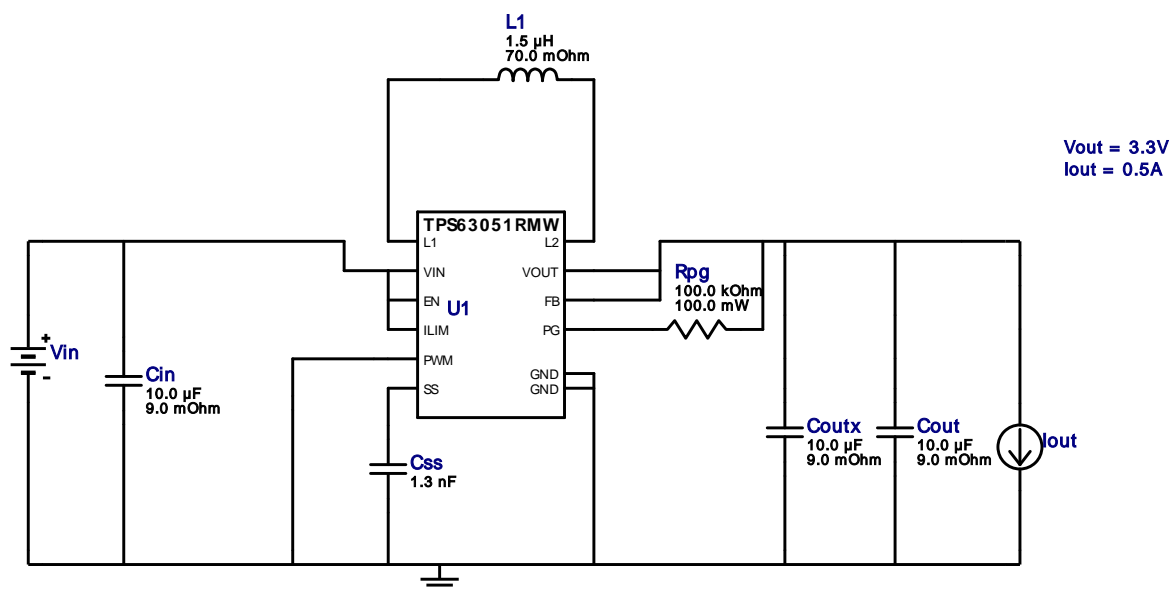 L1
1.5 µH
70.0 mOhm
Vout = 3.3V
Iout = 0.5A
TPS63051RMW
L1
L2
VIN
VOUT
EN
FB
ILIM
PG
PWM
GND
SS
GND
U1
Rpg
100.0 kOhm
100.0 mW
+
Vin
-
Cin
10.0 µF
9.0 mOhm
Css
1.3 nF
Coutx
10.0 µF
9.0 mOhm
Cout
10.0 µF
9.0 mOhm
Iout